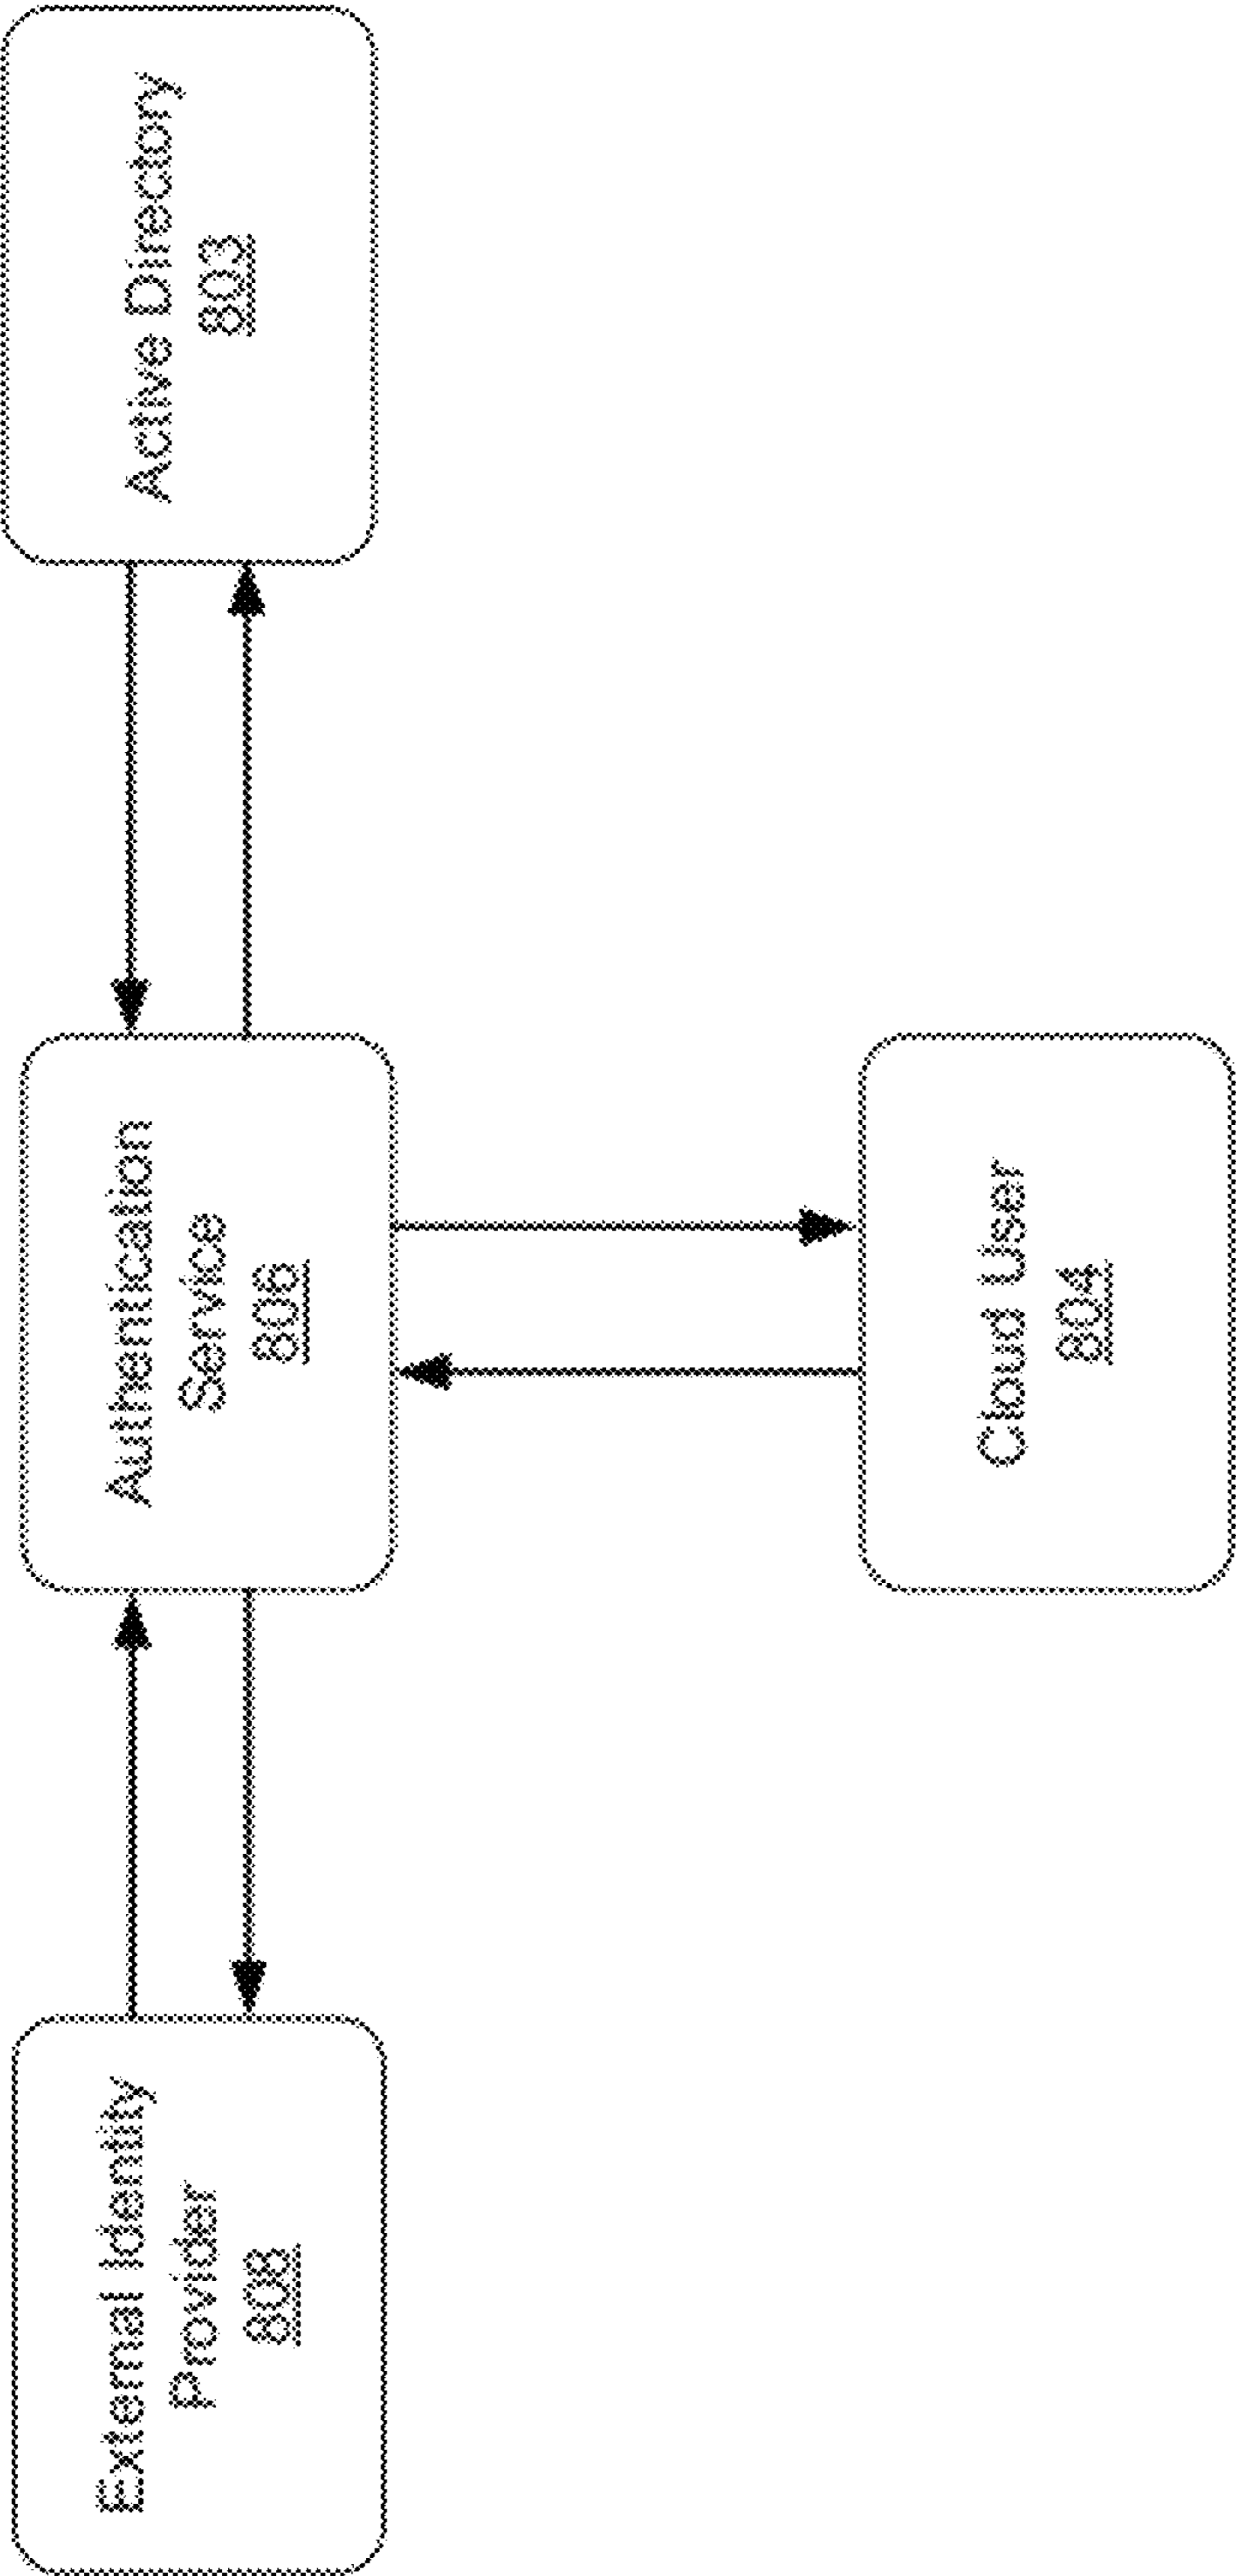 External Identity
Provider
808
Authentication
Service
806
Active Directory
803
Cloud User
804